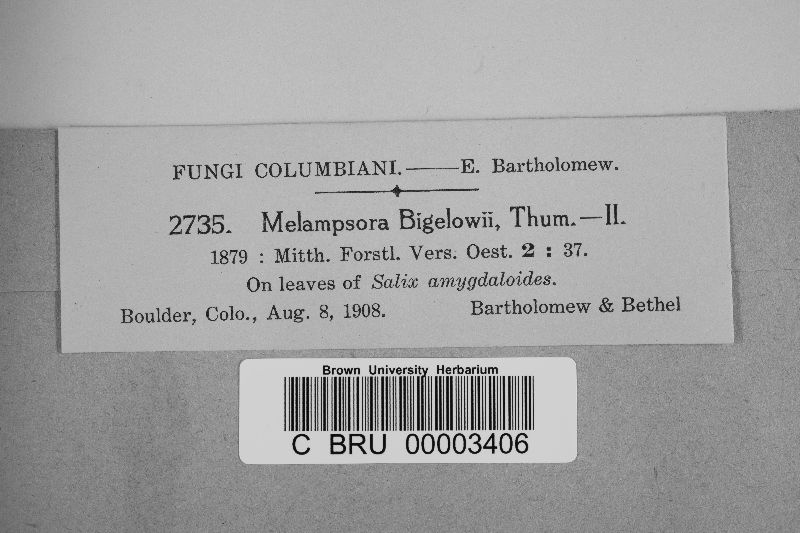 FUNGI COLUMBIANI.——E. Bartholomew.
2735. Melampsora Bigelowii, Thum.—II.
1879 : Mitth. Forstl. Vers. Oest. 2 : 37.
On leaves of Salix amygdaloides.
Boulder, Colo., Aug. 8, 1908. Bartholomew & Bethel
Brown University Herbarium
C BRU 00003406